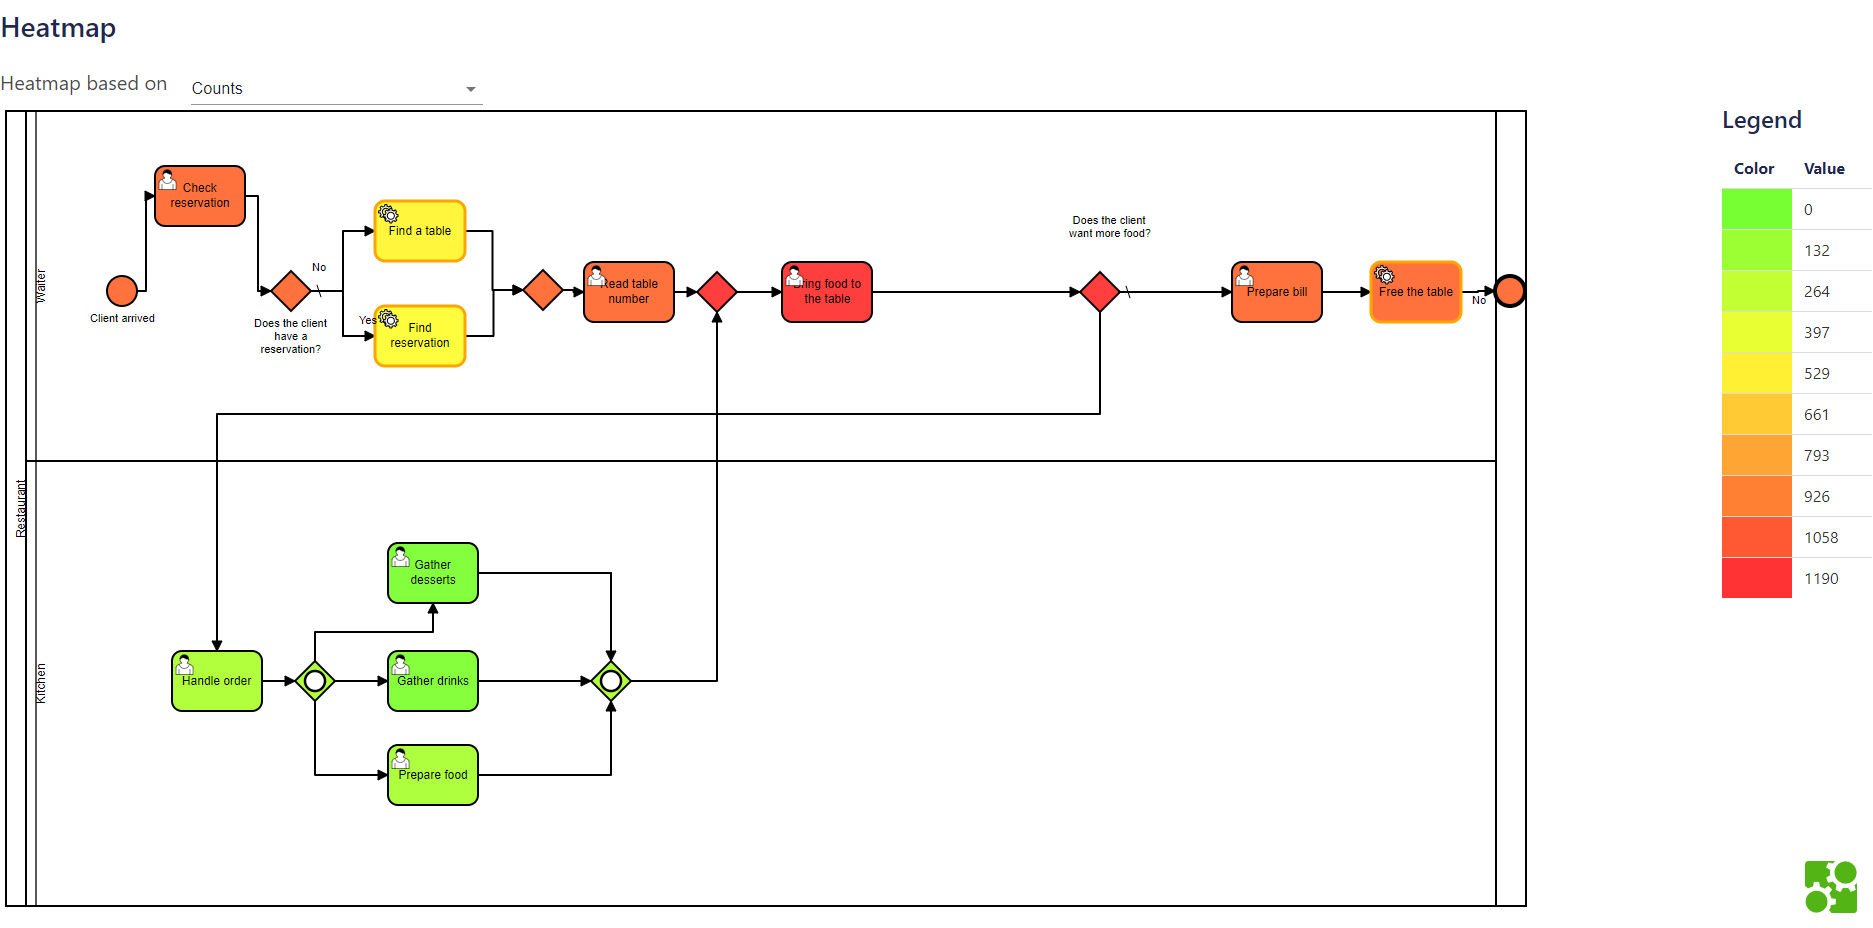 Heatmap
Heatmap based on
Counts
Legend
Color Value
0
132
264
397
529
661
793
926
1058
1190
Restaurant
Waiter
Client arrived
Check
reservation
Does the client
have a
reservation?
No
Yes
Find a table
Find
reservation
Read table
number
Bring food to
the table
Does the client
want more food?
Prepare bill
Free the table
No
Kitchen
Handle order
Gather
desserts
Gather drinks
Prepare food